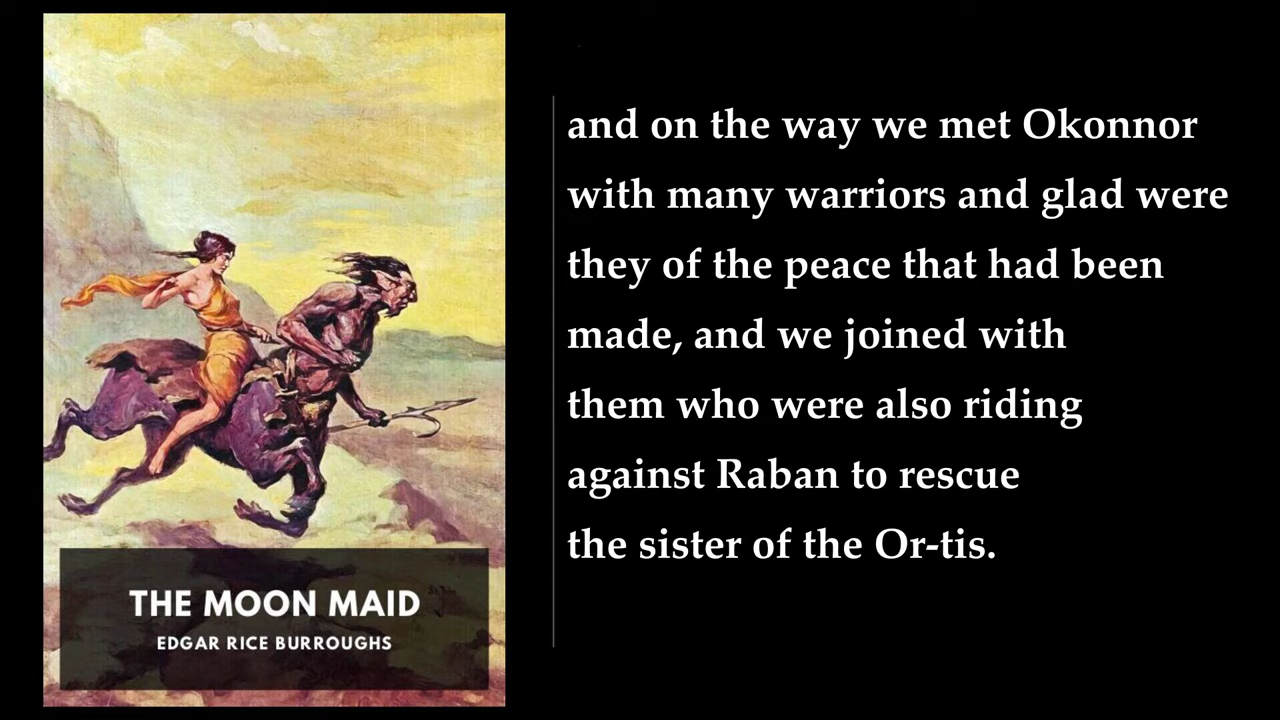 THE MOON MAID
EDGAR RICE BURROUGHS
and on the way we met Okonnor
with many warriors and glad were
they of the peace that had been
made, and we joined with
them who were also riding
against Raban to rescue
the sister of the Or-tis.